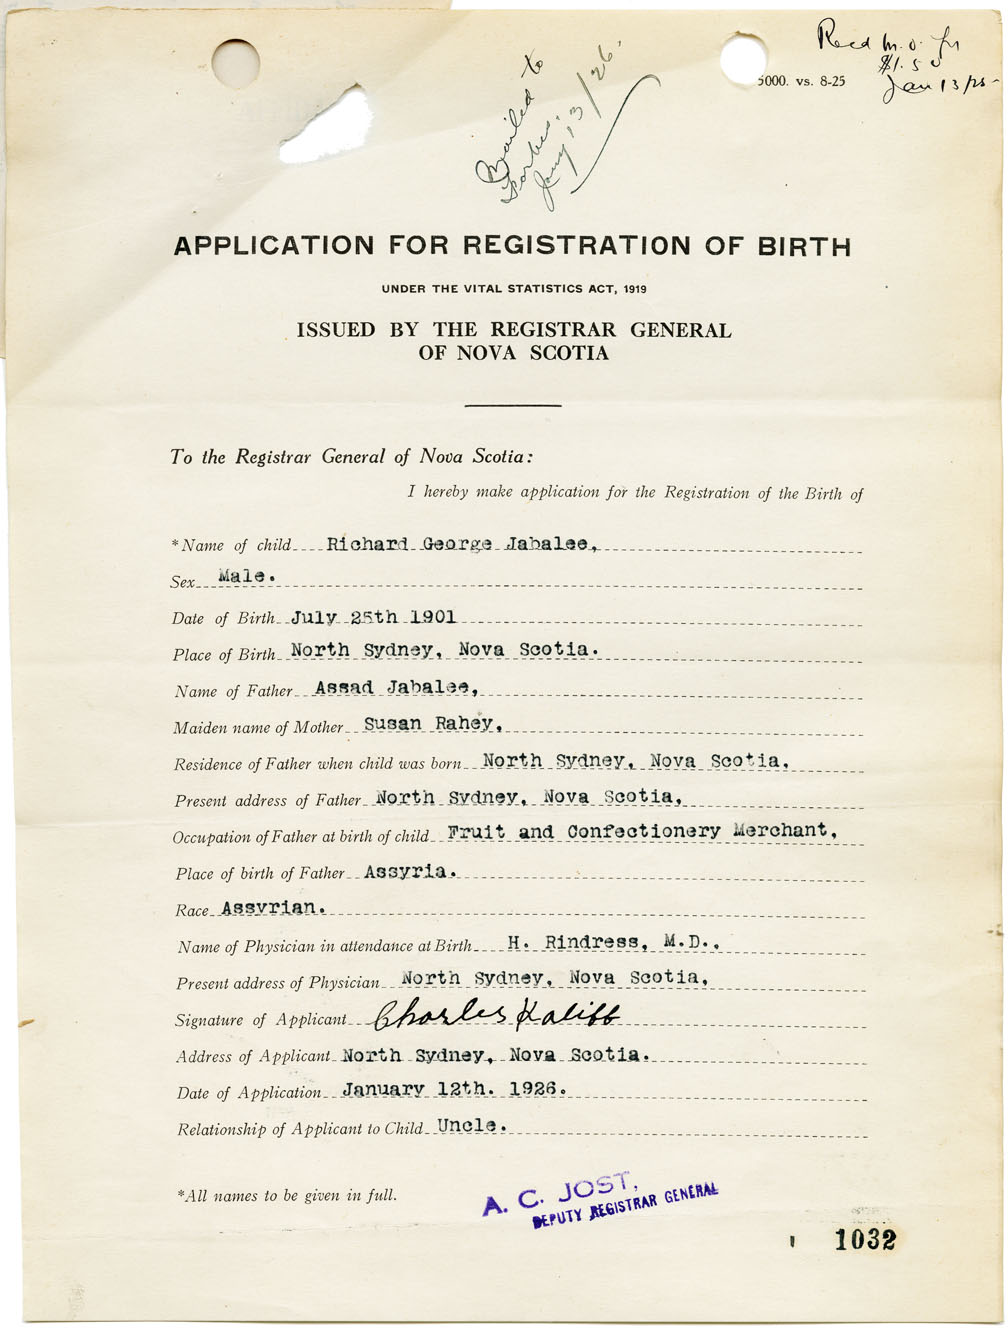 Recd M.O. for
$1.50
Jan 13/26
5000. vs. 8-25
Mailed to
Forbes,
Jany 13/26.
APPLICATION FOR REGISTRATION OF BIRTH
UNDER THE VITAL STATISTICS ACT, 1919
ISSUED BY THE REGISTRAR GENERAL
OF NOVA SCOTIA
To the Registrar General of Nova Scotia:
I hereby make application for the Registration of the Birth of
*Name of child Richard George Jabalee,
Sex Male.
Date of Birth July 25th 1901
Place of Birth North Sydney, Nova Scotia.
Name of Father Assad Jabalee,
Maiden name of Mother Susan Rahey,
Residence of Father when child was born North Sydney, Nova Scotia,
Present address of Father North Sydney, Nova Scotia,
Occupation of Father at birth of child Fruit and Confectionery Merchant,
Place of birth of Father Assyria.
Race Assyrian.
Name of Physician in attendance at Birth H. Rindress, M.D.,
Present address of Physician North Sydney, Nova Scotia,
Signature of Applicant Charles Kaliff
Address of Applicant North Sydney, Nova Scotia.
Date of Application January 12th. 1926.
Relationship of Applicant to Child Uncle.
*All names to be given in full.
A. C. JOST,
DEPUTY REGISTRAR GENERAL
1032